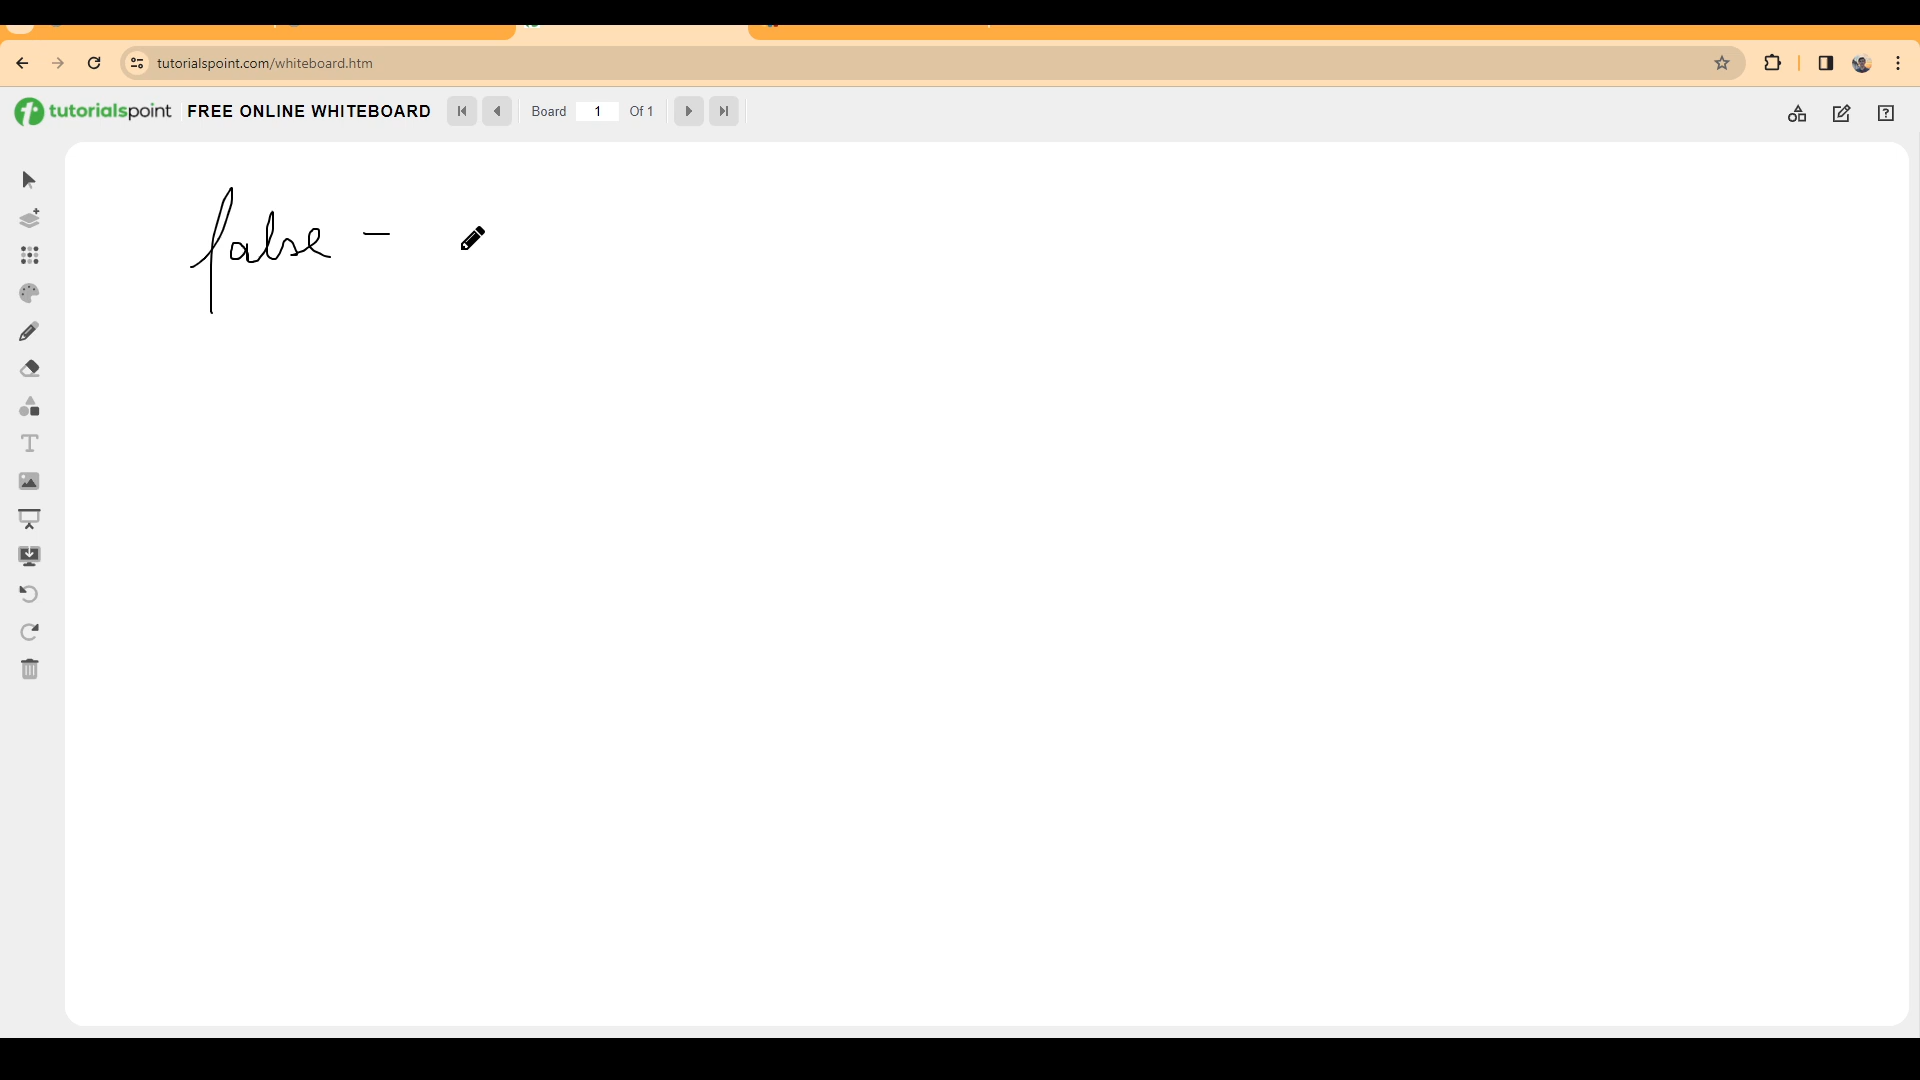 tutorialspoint.com/whiteboard.htm
tutorialspoint FREE ONLINE WHITEBOARD Board 1 Of 1
false -